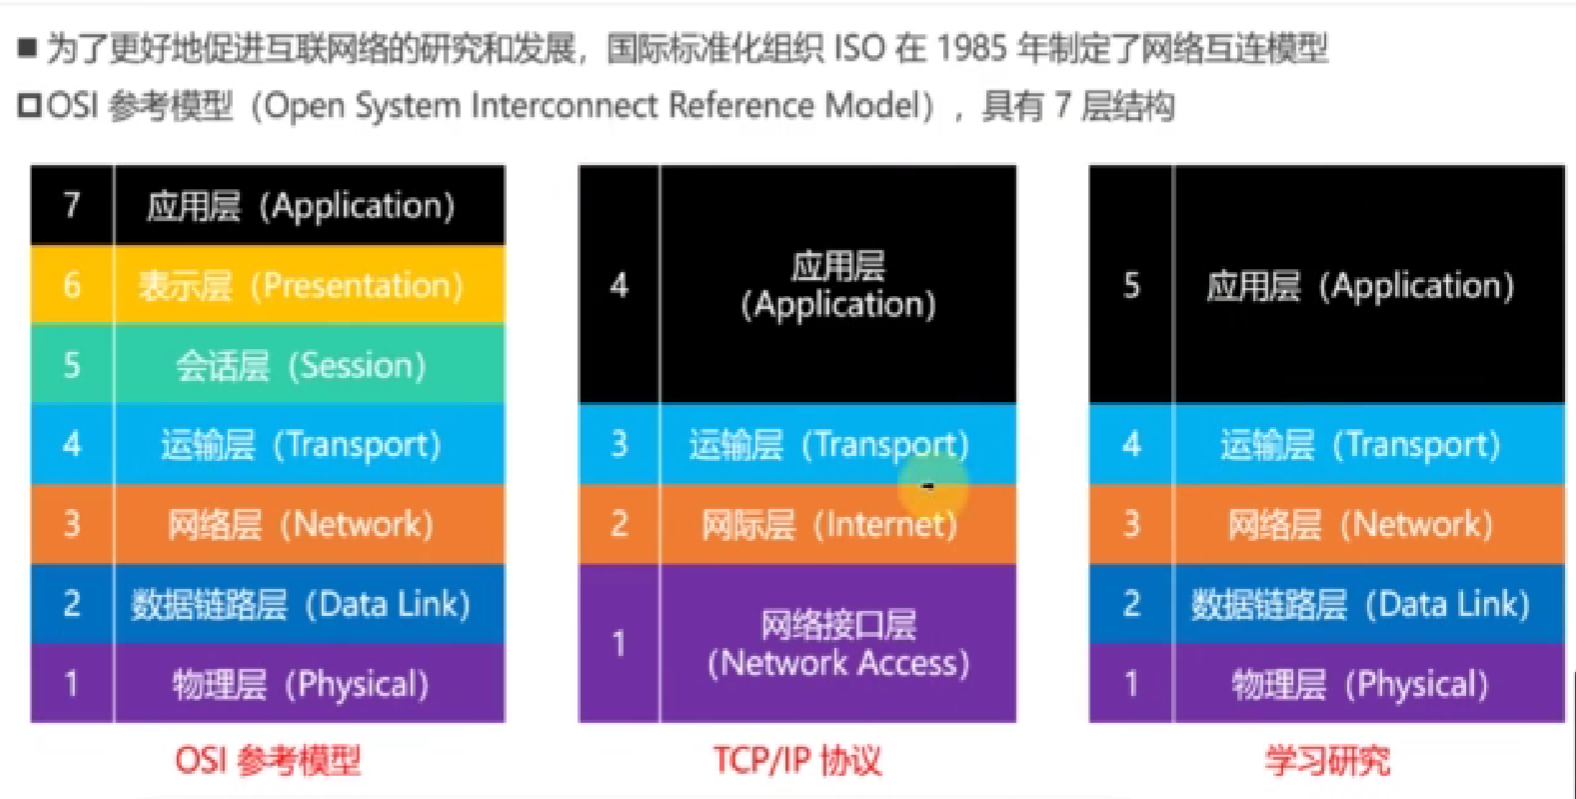 为了更好地促进互联网络的研究和发展，国际标准化组织 ISO 在 1985 年制定了网络互连模型
OSI 参考模型（Open System Interconnect Reference Model），具有 7 层结构
7 应用层（Application）
6 表示层（Presentation）
5 会话层（Session）
4 运输层（Transport）
3 网络层（Network）
2 数据链路层（Data Link）
1 物理层（Physical）
OSI 参考模型
4 应用层
（Application）
3 运输层（Transport）
2 网际层（Internet）
1 网络接口层
（Network Access）
TCP/IP 协议
5 应用层（Application）
4 运输层（Transport）
3 网络层（Network）
2 数据链路层（Data Link）
1 物理层（Physical）
学习研究